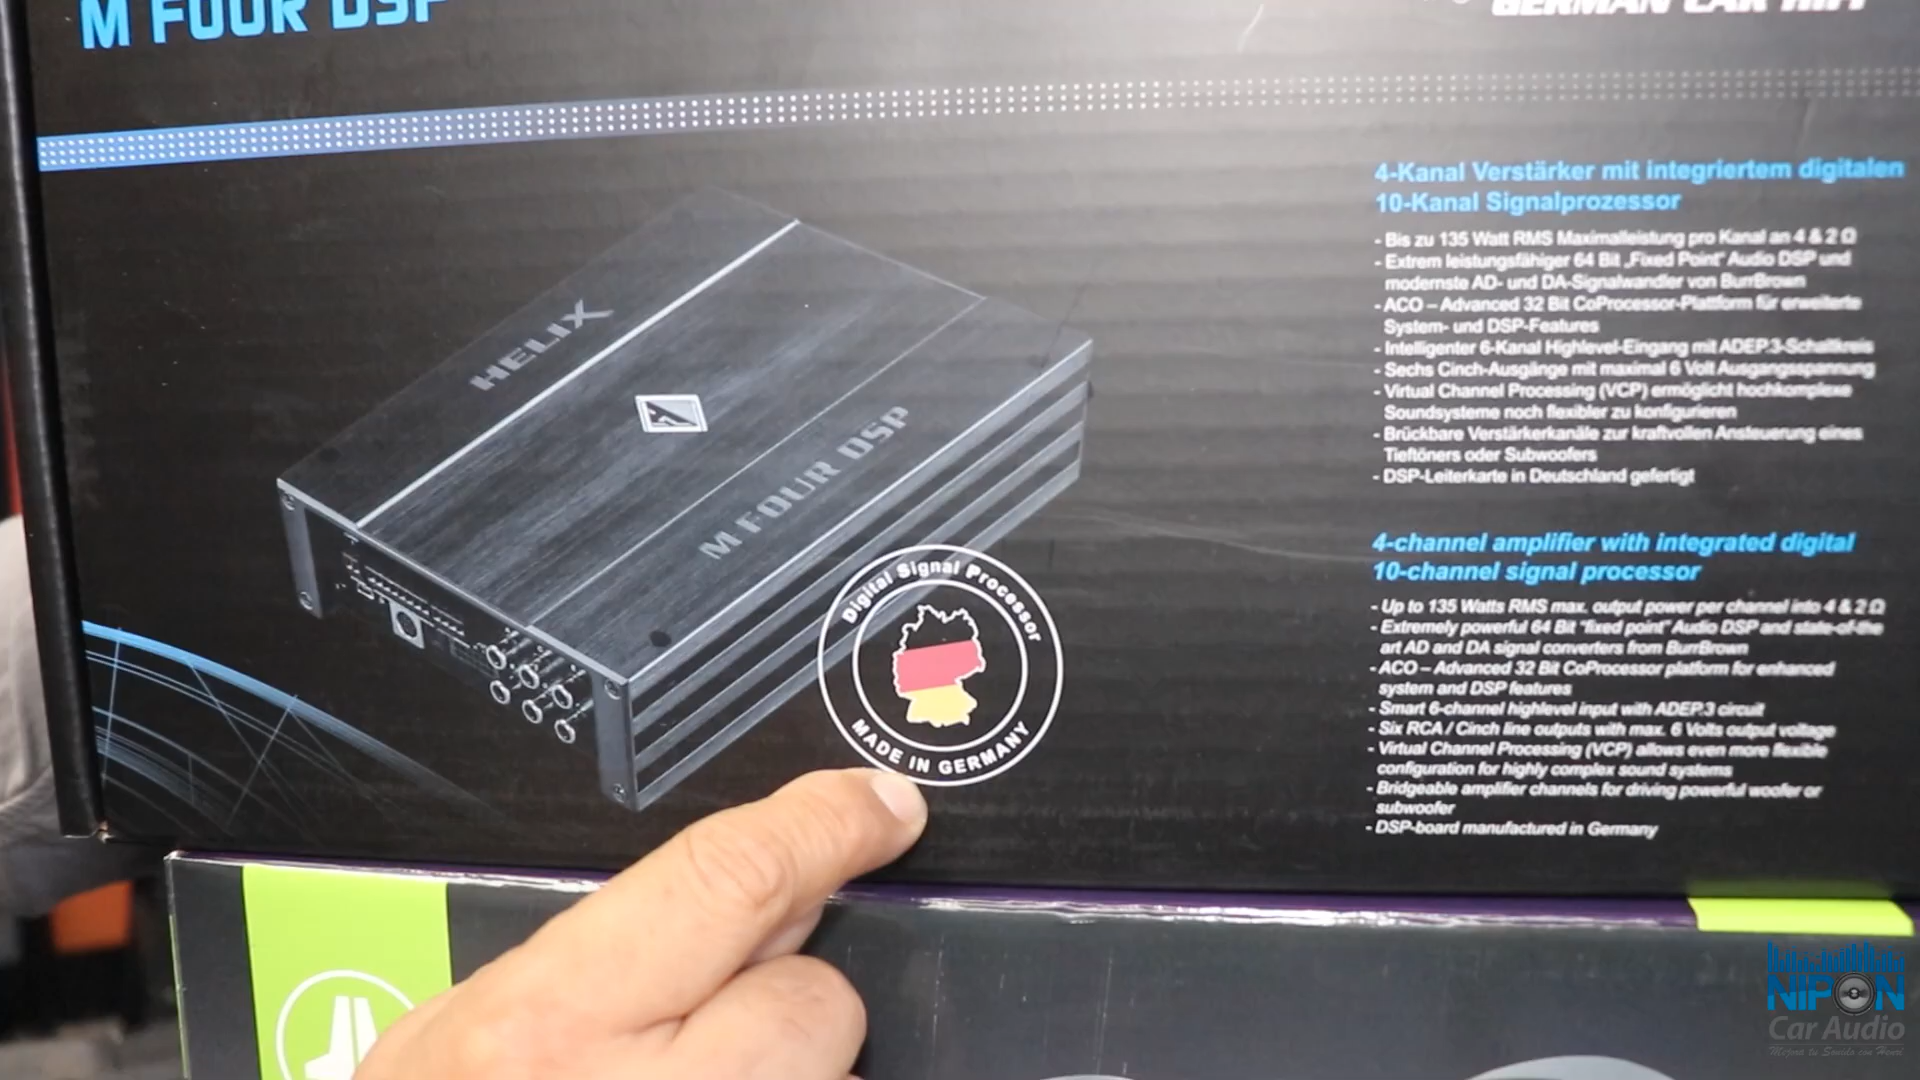 M FOUR DSP
GERMAN CAR HIFI
4-Kanal Verstärker mit integriertem digitalen
10-Kanal Signalprozessor
- Bis zu 135 Watt RMS Maximalleistung pro Kanal an 4 & 2 Ω
- Extrem leistungsfähiger 64 Bit „Fixed Point“ Audio DSP und
modernste AD- und DA-Signalwandler von BurrBrown
- ACO – Advanced 32 Bit CoProcessor-Plattform für erweiterte
System- und DSP-Features
- Intelligenter 6-Kanal Highlevel-Eingang mit ADEP.3-Schaltkreis
- Sechs Cinch-Ausgänge mit maximal 6 Volt Ausgangsspannung
- Virtual Channel Processing (VCP) ermöglicht hochkomplexe
Soundsysteme noch flexibler zu konfigurieren
- Brückbare Verstärkerkanäle zur kraftvollen Ansteuerung eines
Tieftöners oder Subwoofers
- DSP-Leiterkarte in Deutschland gefertigt
HELIX
M FOUR DSP
Digital Signal Processor
MADE IN GERMANY
4-channel amplifier with integrated digital
10-channel signal processor
- Up to 135 Watts RMS max. output power per channel into 4 & 2 Ω
- Extremely powerful 64 Bit "fixed point" Audio DSP and state-of-the
art AD and DA signal converters from BurrBrown
- ACO – Advanced 32 Bit CoProcessor platform for enhanced
system and DSP features
- Smart 6-channel highlevel input with ADEP.3 circuit
- Six RCA / Cinch line outputs with max. 6 Volts output voltage
- Virtual Channel Processing (VCP) allows even more flexible
configuration for highly complex sound systems
- Bridgeable amplifier channels for driving powerful woofer or
subwoofer
- DSP-board manufactured in Germany
NIPON
Car Audio
Mejora tu Sonido con Henri